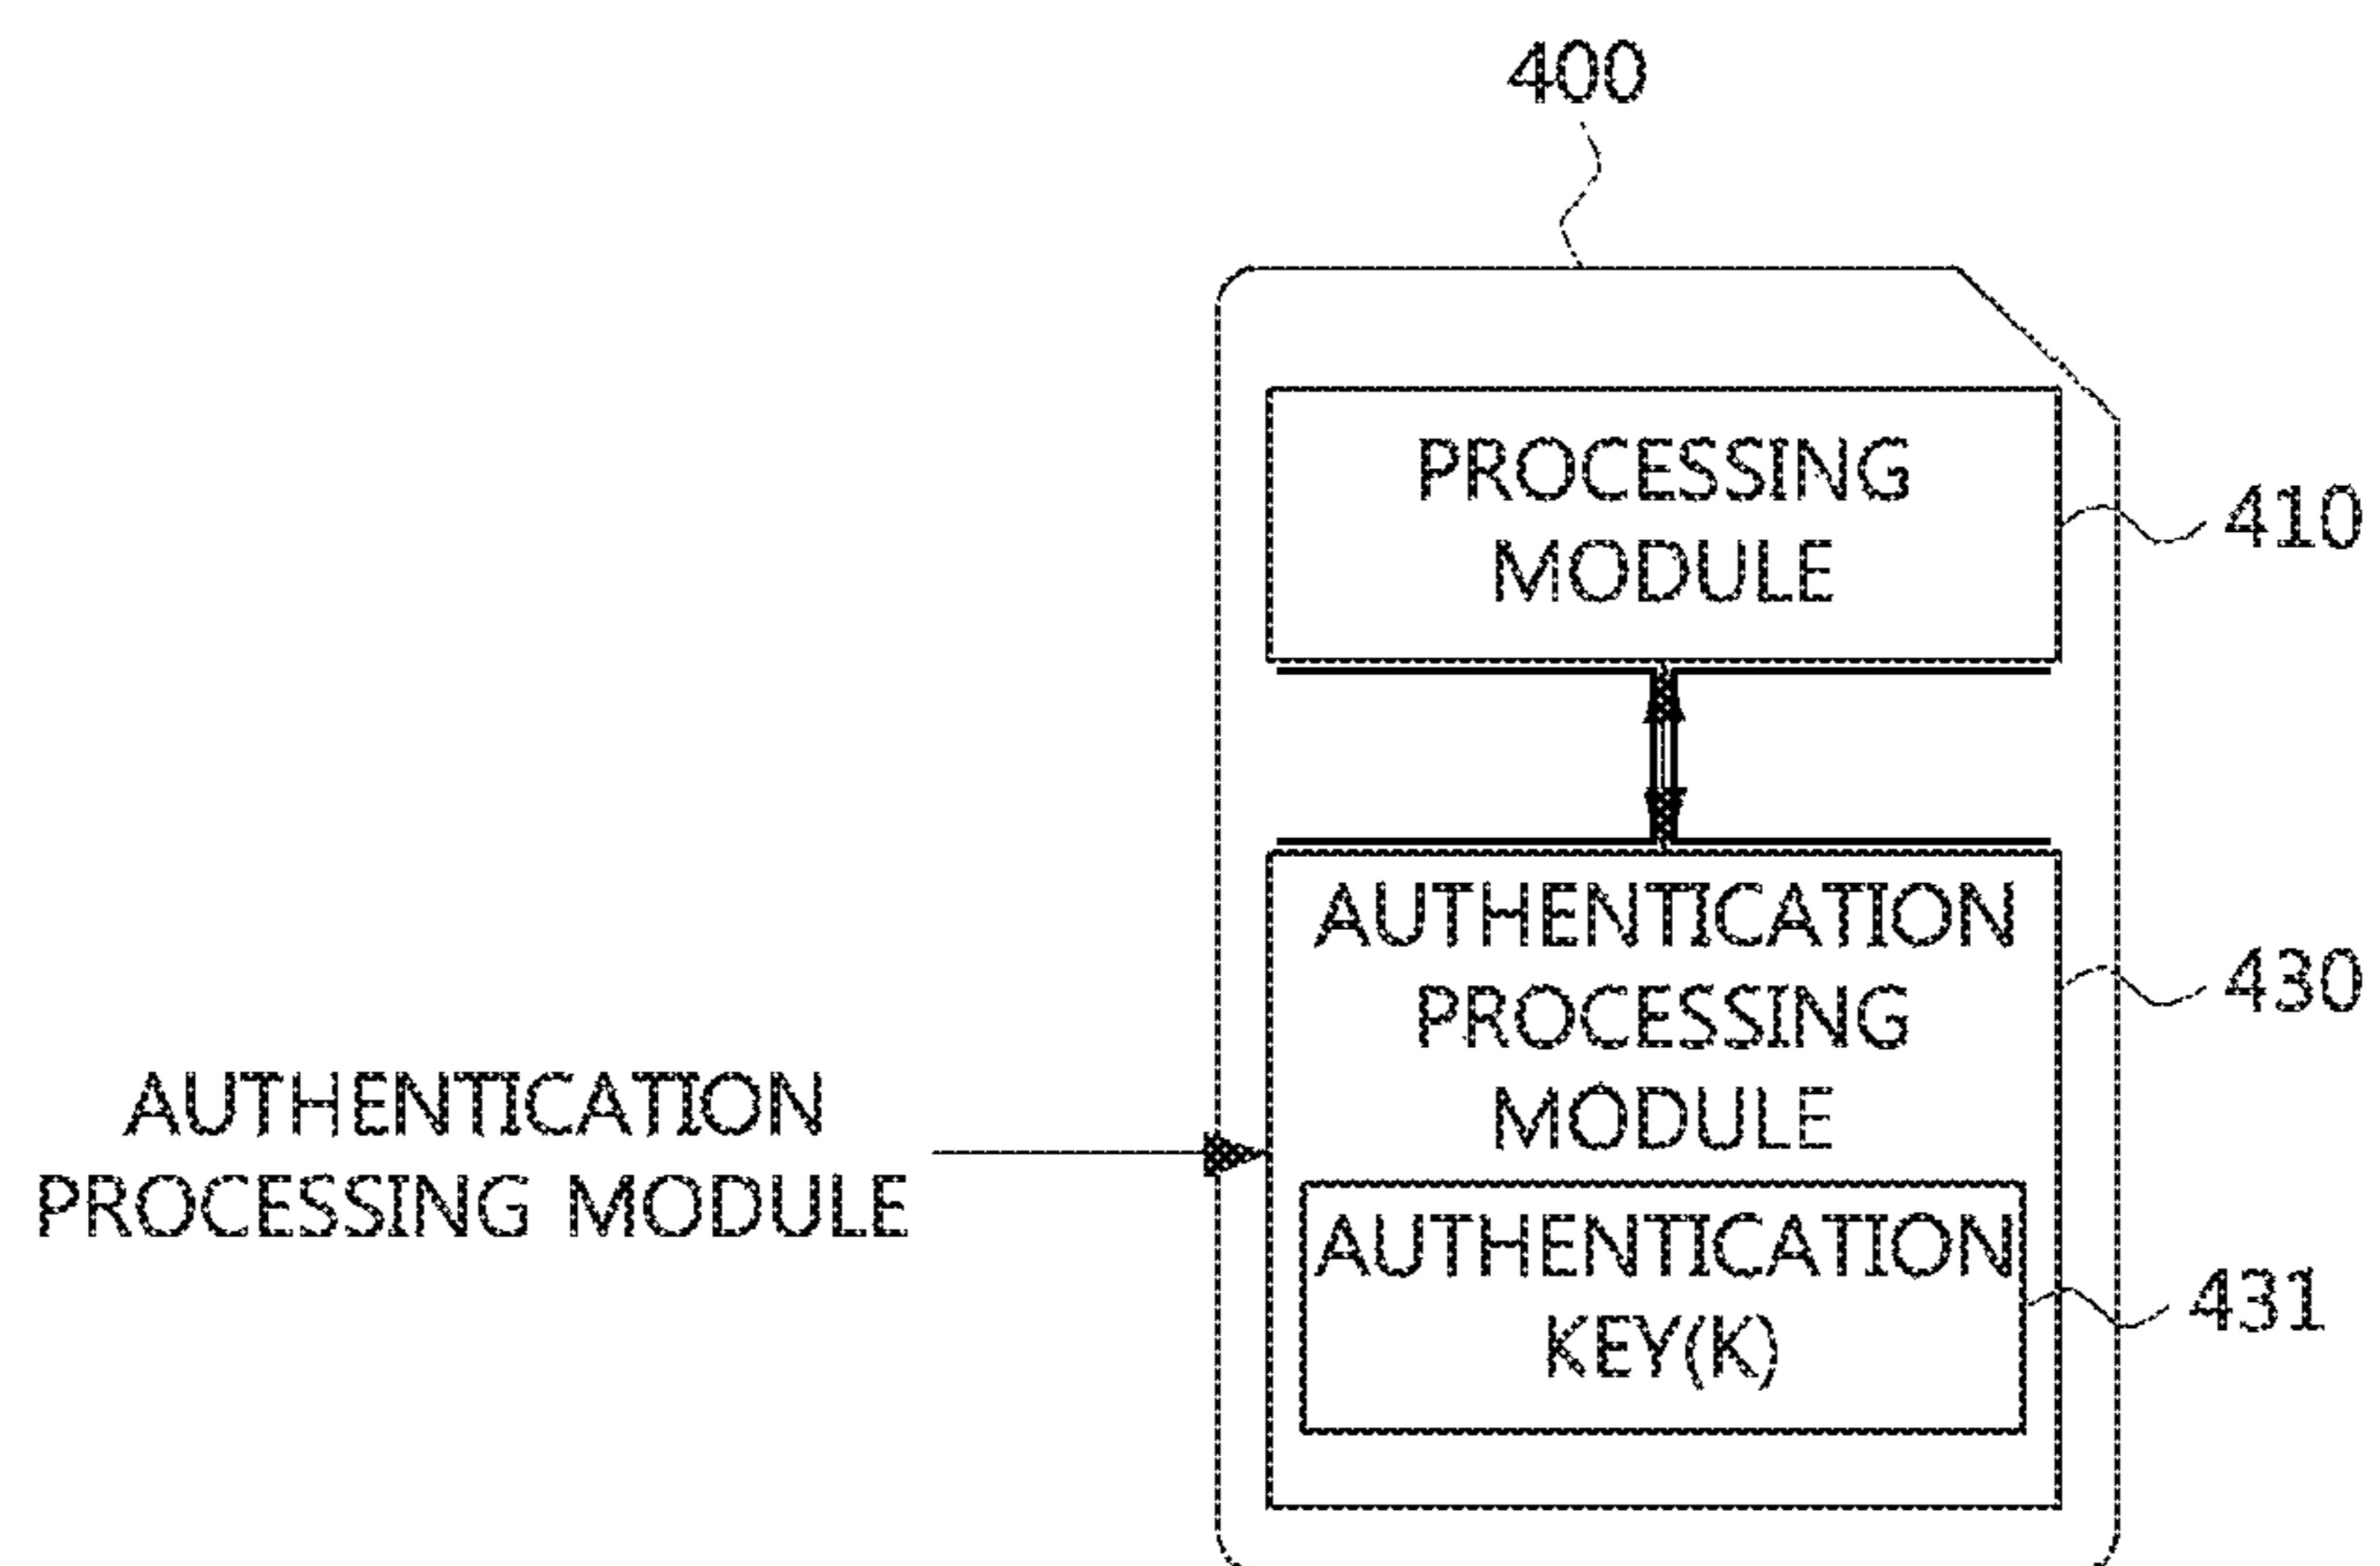 400
PROCESSING
MODULE
410
AUTHENTICATION
PROCESSING
MODULE
430
AUTHENTICATION
PROCESSING MODULE
AUTHENTICATION
KEY(K)
431